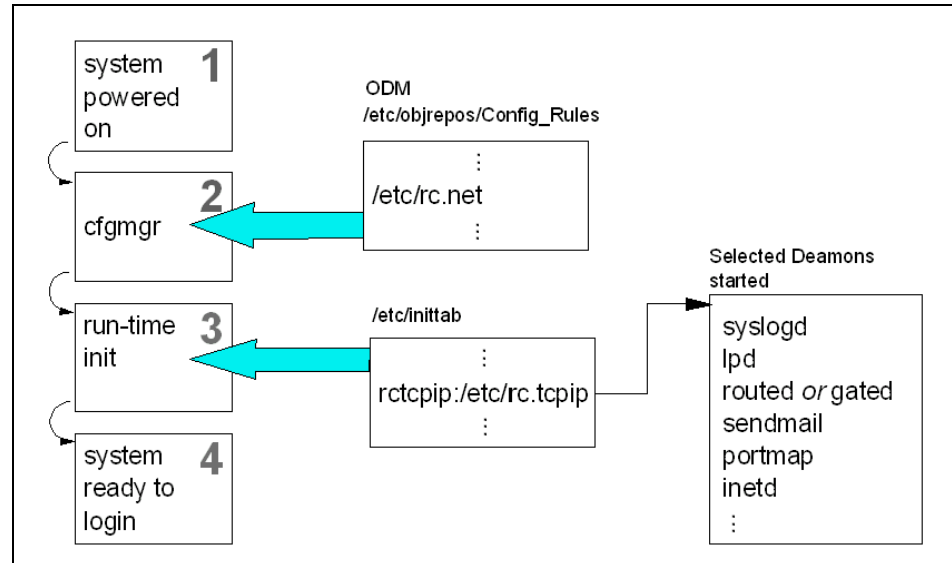 1
system
powered
on
2
cfgmgr
3
run-time
init
4
system
ready to
login
ODM
/etc/objrepos/Config_Rules
⋮
/etc/rc.net
⋮
/etc/inittab
⋮
rctcpip:/etc/rc.tcpip
⋮
Selected Deamons
started
syslogd
lpd
routed or gated
sendmail
portmap
inetd
⋮